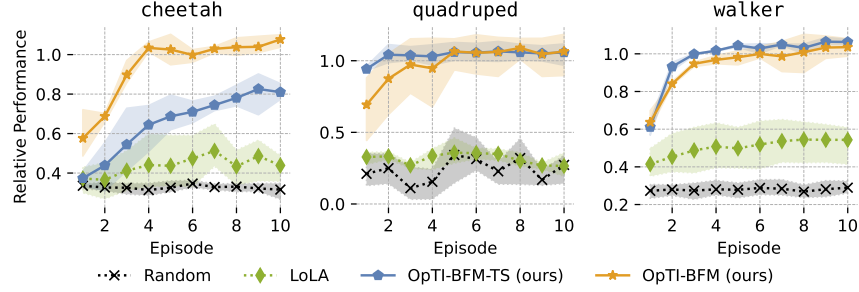 cheetah
quadruped
walker
Relative Performance
1.0
0.8
0.6
0.4
2 4 6 8 10
Episode
1.0
0.5
0.0
2 4 6 8 10
Episode
1.0
0.8
0.6
0.4
0.2
2 4 6 8 10
Episode
Random LoLA OpTI-BFM-TS (ours) OpTI-BFM (ours)